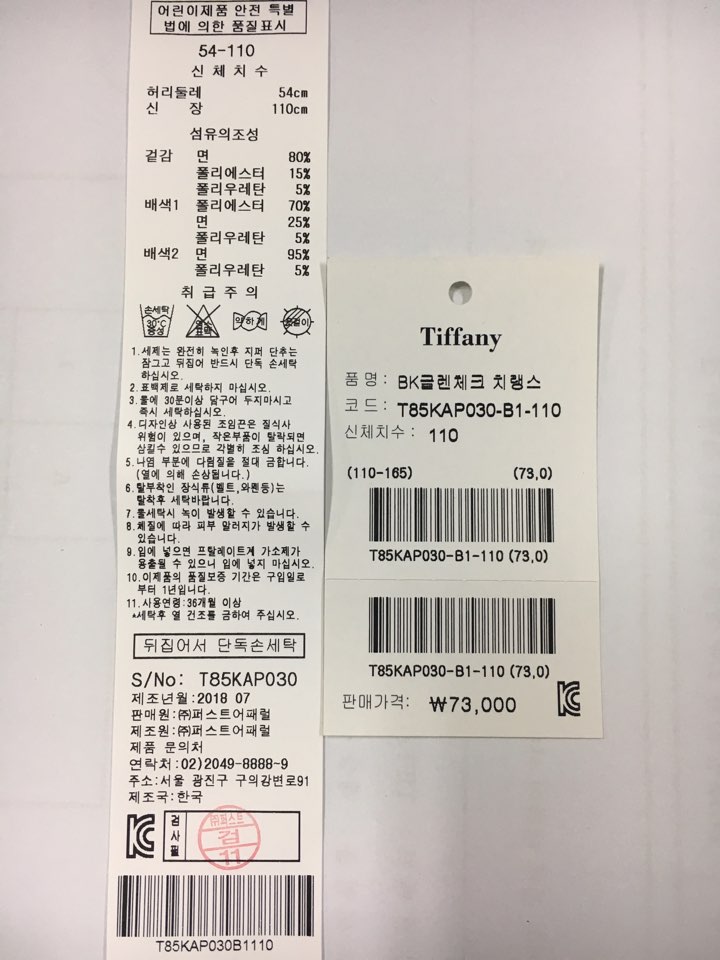 어린이제품 안전 특별
법에 의한 품질표시
54-110
신 체 치 수
허리둘레 54cm
신 장 110cm
섬유의조성
겉감 면 80%
폴리에스터 15%
폴리우레탄 5%
배색1 폴리에스터 70%
면 25%
폴리우레탄 5%
배색2 면 95%
폴리우레탄 5%
취 급 주 의
손세탁
30℃
중성
염소
표백
약하게
옷걸이
1.세제는 완전히 녹인후 지퍼 단추는
잠그고 뒤집어 반드시 단독 손세탁
하십시오.
2.표백제로 세탁하지 마십시오.
3.물에 30분이상 담구어 두지마시고
즉시 세탁하십시오.
4.디자인상 사용된 조임끈은 질식사
위험이 있으며, 작은부품이 탈락되면
삼킬수 있으므로 각별히 조심 하십시오.
5.나염 부분에 다림질을 절대 금합니다.
(열에 의해 손상됩니다.)
6.탈부착인 장식류(벨트,와펜등)는
탈착후 세탁바랍니다.
7.물세탁시 녹이 발생할 수 있습니다.
8.체질에 따라 피부 알러지가 발생할 수
있습니다.
9.입에 넣으면 프탈레이트계 가소제가
용출될 수 있으니 입에 넣지 마십시오.
10.이제품의 품질보증 기간은 구입일로
부터 1년입니다.
11.사용연령:36개월 이상
*세탁후 열 건조를 금하여 주십시오.
뒤집어서 단독손세탁
S/No: T85KAP030
제조년월:2018 07
판매원:㈜퍼스트어패럴
제조원:㈜퍼스트어패럴
제품 문의처
연락처:02)2049-8888~9
주소:서울 광진구 구의강변로91
제조국:한국
검사필
㈜퍼스트
검
11
T85KAP030B1110
Tiffany
품 명: BK글렌체크 치랭스
코 드: T85KAP030-B1-110
신체치수: 110
(110-165) (73,0)
T85KAP030-B1-110 (73,0)
T85KAP030-B1-110 (73,0)
판매가격: ₩73,000